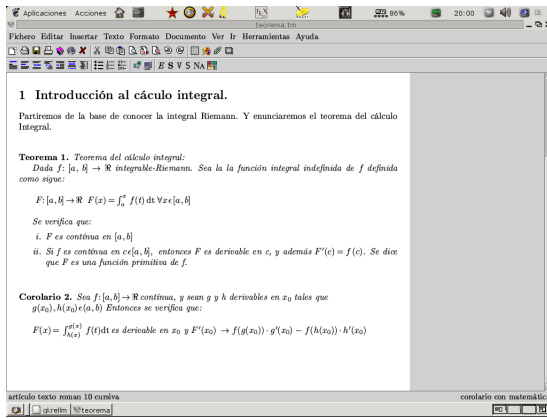 Aplicaciones Acciones 86% 20:00
teorema.tm
Fichero Editar Insertar Texto Formato Documento Ver Ir Herramientas Ayuda
E S V S NA
1 Introducción al cáculo integral.
Partiremos de la base de conocer la integral Riemann. Y enunciaremos el teorema del cálculo
Integral.
Teorema 1. Teorema del cálculo integral:
Dada f: [a, b] → ℜ integrable-Riemann. Sea la la función integral indefinida de f definida
como sigue:
F: [a, b] → ℜ F(x) = ∫ₐˣ f(t) dt ∀x ϵ [a, b]
Se verifica que:
i. F es contínua en [a, b]
ii. Si f es contínua en cϵ[a, b], entonces F es derivable en c, y además F'(c) = f(c). Se dice
que F es una función primitiva de f.
Corolario 2. Sea f: [a, b] → ℜ contínua, y sean g y h derivables en x₀ tales que
g(x₀), h(x₀)ϵ(a, b) Entonces se verifica que:
F(x) = ∫_{h(x)}^{g(x)} f(t)dt es derivable en x₀ y F'(x₀) → f(g(x₀)) · g'(x₀) − f(h(x₀)) · h'(x₀)
artículo texto roman 10 cursiva corolario con matemátic
qli:rellm teorema